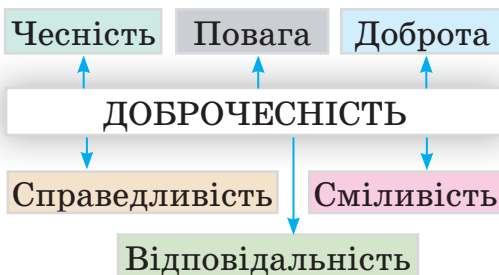 Чесність Повага Доброта
ДОБРОЧЕСНІСТЬ
Справедливість Сміливість
Відповідальність